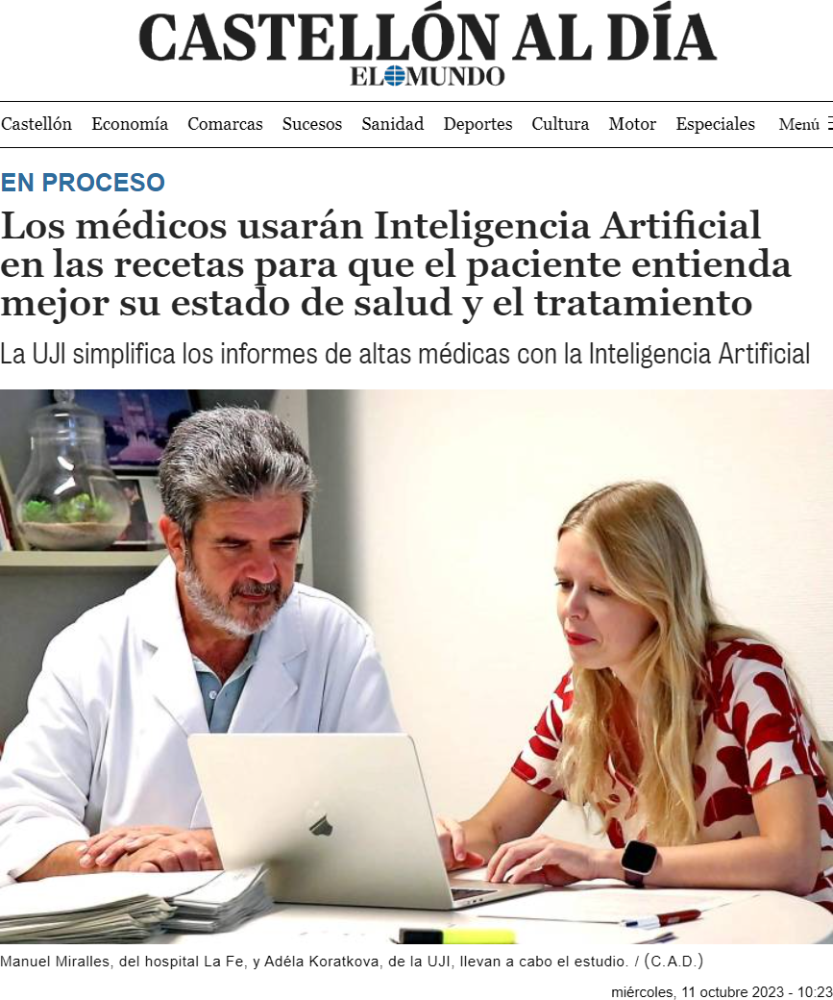 CASTELLÓN AL DÍA
EL MUNDO
Castellón Economía Comarcas Sucesos Sanidad Deportes Cultura Motor Especiales Menú
EN PROCESO
Los médicos usarán Inteligencia Artificial
en las recetas para que el paciente entienda
mejor su estado de salud y el tratamiento
La UJI simplifica los informes de altas médicas con la Inteligencia Artificial
Manuel Miralles, del hospital La Fe, y Adéla Koratkova, de la UJI, llevan a cabo el estudio. / (C.A.D.)
miércoles, 11 octubre 2023 - 10:23